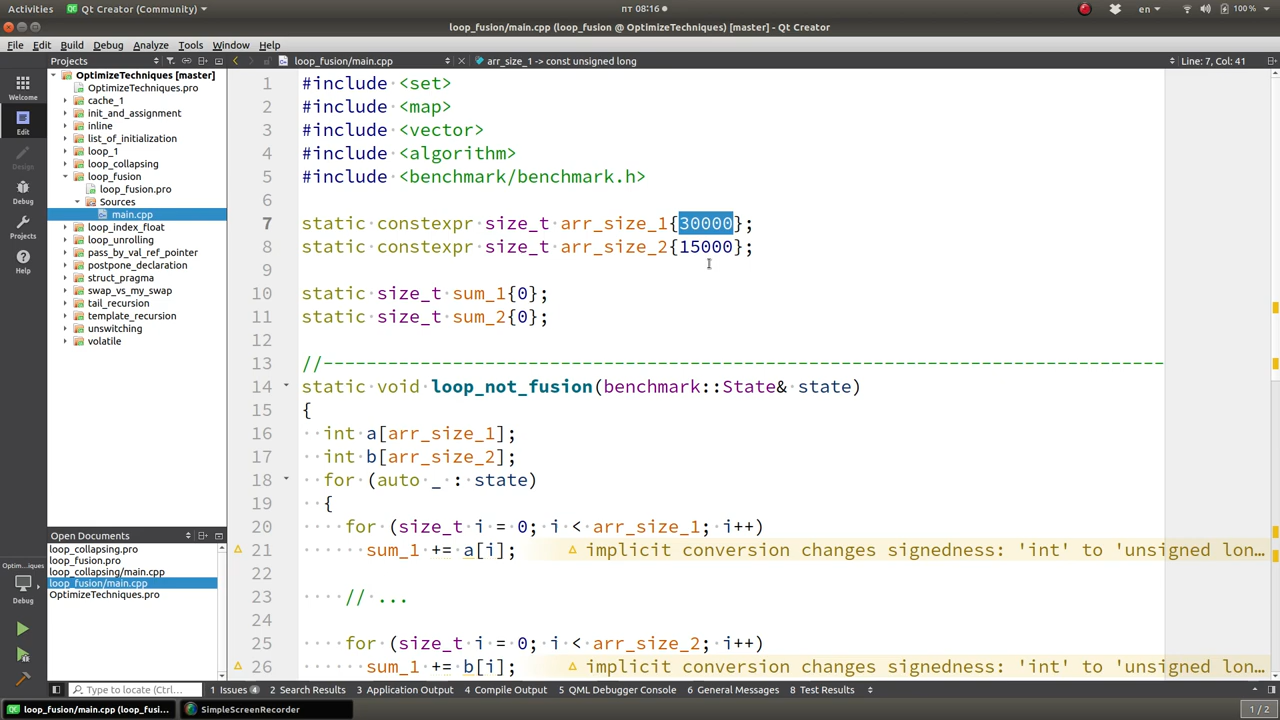 Activities
Qt Creator (Community)
пт 08:16
en
100 %
loop_fusion/main.cpp (loop_fusion @ OptimizeTechniques) [master] - Qt Creator
File Edit Build Debug Analyze Tools Window Help
Projects
loop_fusion/main.cpp
arr_size_1 -> const unsigned long
Line: 7, Col: 41
Welcome
Edit
Design
Projects
Debug
Help
OptimizeTechniques [master]
OptimizeTechniques.pro
cache_1
init_and_assignment
inline
list_of_initialization
loop_1
loop_collapsing
loop_fusion
loop_fusion.pro
Sources
main.cpp
loop_index_float
loop_unrolling
pass_by_val_ref_pointer
postpone_declaration
struct_pragma
swap_vs_my_swap
tail_recursion
template_recursion
unswitching
volatile
Open Documents
loop_collapsing.pro
loop_fusion.pro
loop_collapsing/main.cpp
loop_fusion/main.cpp
OptimizeTechniques.pro
Optim...iques
Debug
1 #include <set>
2 #include <map>
3 #include <vector>
4 #include <algorithm>
5 #include <benchmark/benchmark.h>
6
7 static constexpr size_t arr_size_1{30000};
8 static constexpr size_t arr_size_2{15000};
9
10 static size_t sum_1{0};
11 static size_t sum_2{0};
12
13 //--------------------------------------------------------------------------------
14 static void loop_not_fusion(benchmark::State& state)
15 {
16 int a[arr_size_1];
17 int b[arr_size_2];
18 for (auto _ : state)
19 {
20 for (size_t i = 0; i < arr_size_1; i++)
21 sum_1 += a[i]; implicit conversion changes signedness: 'int' to 'unsigned lon...
22
23 // ...
24
25 for (size_t i = 0; i < arr_size_2; i++)
26 sum_1 += b[i]; implicit conversion changes signedness: 'int' to 'unsigned lon...
Type to locate (Ctrl...
1 Issues 4
2 Search Results
3 Application Output
4 Compile Output
5 QML Debugger Console
6 General Messages
8 Test Results
loop_fusion/main.cpp (loop_fusi...
SimpleScreenRecorder
1 / 2